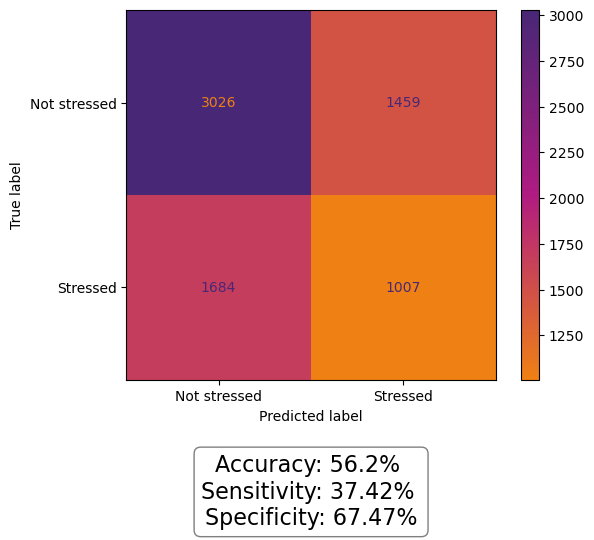 3000
2750
2500
2250
2000
1750
1500
1250
True label
Not stressed
3026
1459
Stressed
1684
1007
Not stressed
Stressed
Predicted label
Accuracy: 56.2%
Sensitivity: 37.42%
Specificity: 67.47%